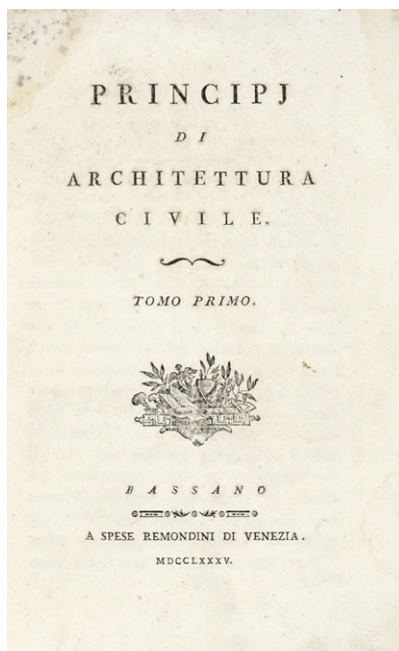 PRINCIPJ
DI
ARCHITETTURA
CIVILE.
TOMO PRIMO.
BASSANO
A SPESE REMONDINI DI VENEZIA.
MDCCLXXXV.